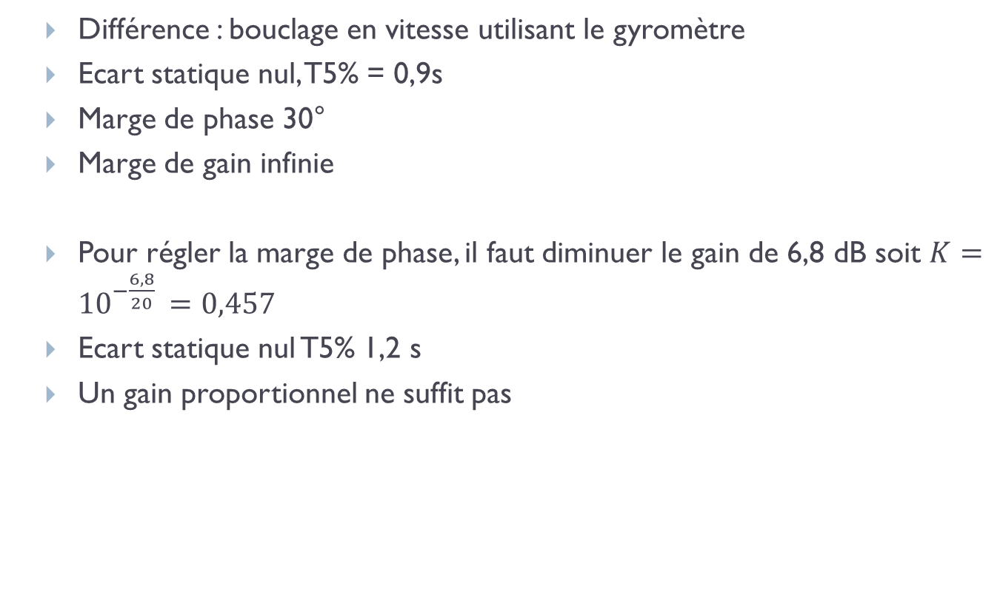 Différence : bouclage en vitesse utilisant le gyromètre
Ecart statique nul, T5% = 0,9s
Marge de phase 30°
Marge de gain infinie
Pour régler la marge de phase, il faut diminuer le gain de 6,8 dB soit K =
10^{-\frac{6,8}{20}} = 0,457
Ecart statique nul T5% 1,2 s
Un gain proportionnel ne suffit pas